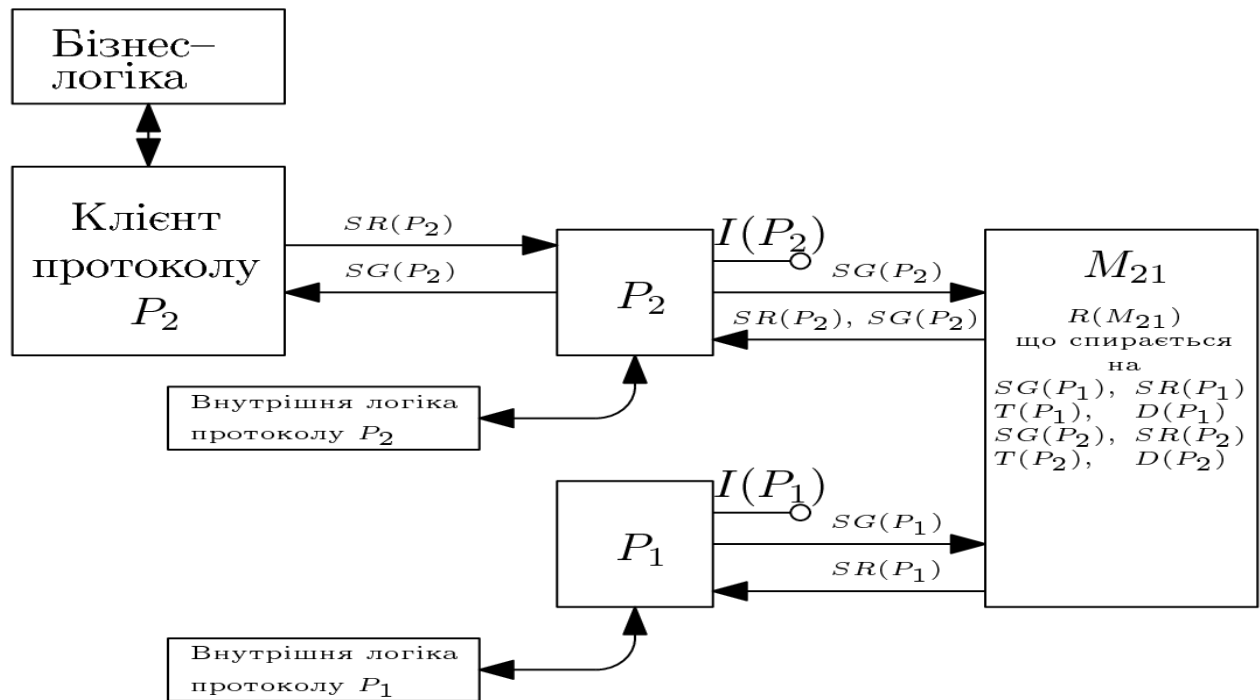 Бізнес–
логіка
Клієнт
протоколу
P₂
SR(P₂)
SG(P₂)
P₂
I(P₂)
SG(P₂)
SR(P₂), SG(P₂)
M₂₁
R(M₂₁)
що спирається
на
SG(P₁), SR(P₁)
T(P₁), D(P₁)
SG(P₂), SR(P₂)
T(P₂), D(P₂)
Внутрішня логіка
протоколу P₂
P₁
I(P₁)
SG(P₁)
SR(P₁)
Внутрішня логіка
протоколу P₁